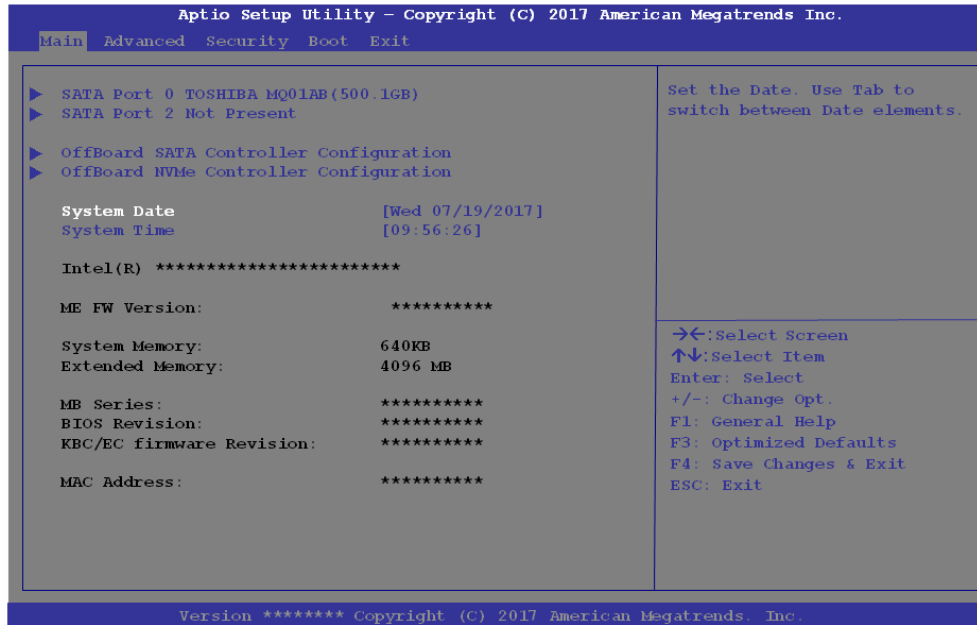 Aptio Setup Utility – Copyright (C) 2017 American Megatrends Inc.
Main Advanced Security Boot Exit
▶ SATA Port 0 TOSHIBA MQ01AB(500.1GB)
▶ SATA Port 2 Not Present
▶ OffBoard SATA Controller Configuration
▶ OffBoard NVMe Controller Configuration
System Date [Wed 07/19/2017]
System Time [09:56:26]
Intel(R) ************************
ME FW Version: **********
System Memory: 640KB
Extended Memory: 4096 MB
MB Series: **********
BIOS Revision: **********
KBC/EC firmware Revision: **********
MAC Address: **********
Set the Date. Use Tab to
switch between Date elements.
→←:Select Screen
↑↓:Select Item
Enter: Select
+/-: Change Opt.
F1: General Help
F3: Optimized Defaults
F4: Save Changes & Exit
ESC: Exit
Version ******** Copyright (C) 2017 American Megatrends. Inc.